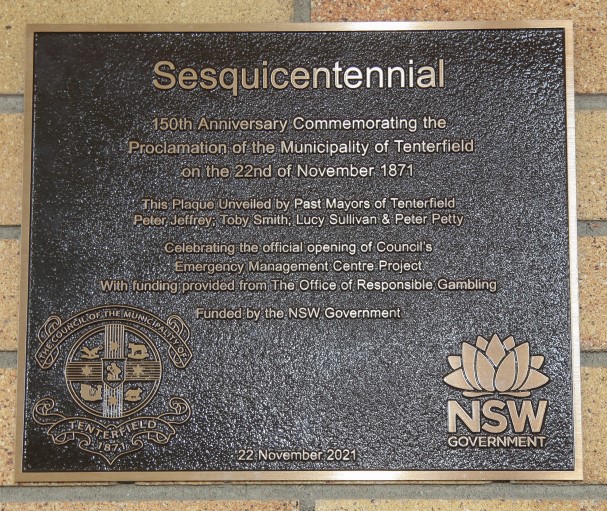 Sesquicentennial
150th Anniversary Commemorating the
Proclamation of the Municipality of Tenterfield
on the 22nd of November 1871
This Plaque Unveiled by Past Mayors of Tenterfield
Peter Jeffrey, Toby Smith, Lucy Sullivan & Peter Petty
Celebrating the official opening of Council's
Emergency Management Centre Project
With funding provided from The Office of Responsible Gambling
Funded by the NSW Government
THE COUNCIL OF THE MUNICIPALITY OF
TENTERFIELD
1871
22 November 2021
NSW
GOVERNMENT